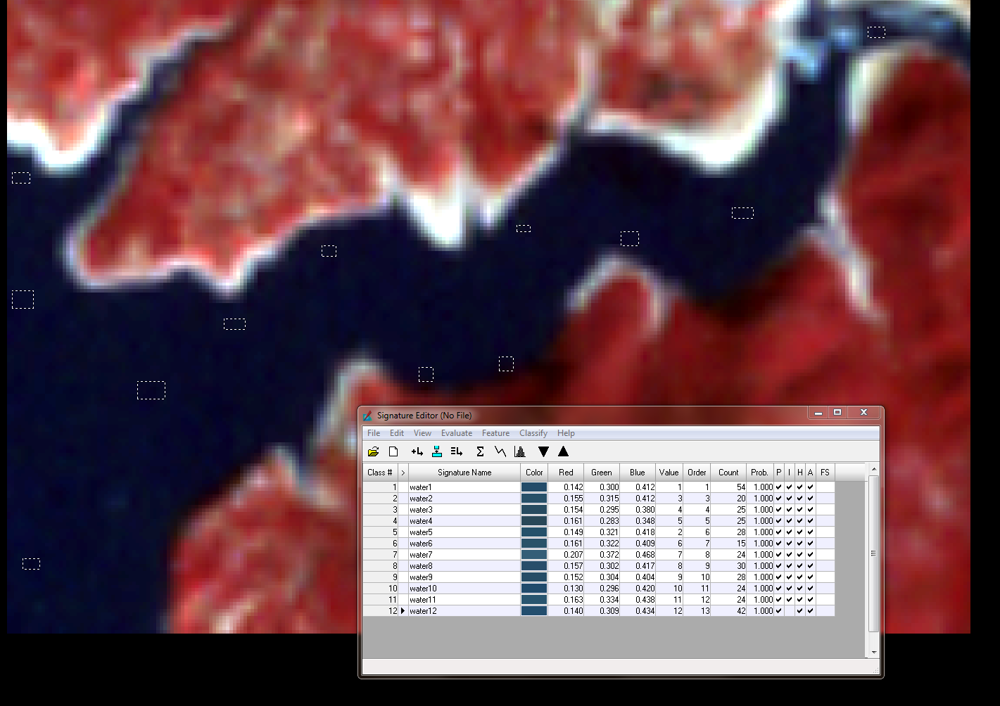 Signature Editor (No File)
File Edit View Evaluate Feature Classify Help
Class # > Signature Name Color Red Green Blue Value Order Count Prob. P I H A FS
1 water1 0.142 0.300 0.412 1 1 54 1.000
2 water2 0.155 0.315 0.412 3 3 20 1.000
3 water3 0.154 0.295 0.380 4 4 25 1.000
4 water4 0.161 0.283 0.348 5 5 25 1.000
5 water5 0.149 0.321 0.418 2 6 28 1.000
6 water6 0.161 0.322 0.409 6 7 15 1.000
7 water7 0.207 0.372 0.468 7 8 24 1.000
8 water8 0.157 0.302 0.417 8 9 30 1.000
9 water9 0.152 0.304 0.404 9 10 28 1.000
10 water10 0.130 0.296 0.420 10 11 24 1.000
11 water11 0.163 0.334 0.438 11 12 24 1.000
12 water12 0.140 0.309 0.434 12 13 42 1.000